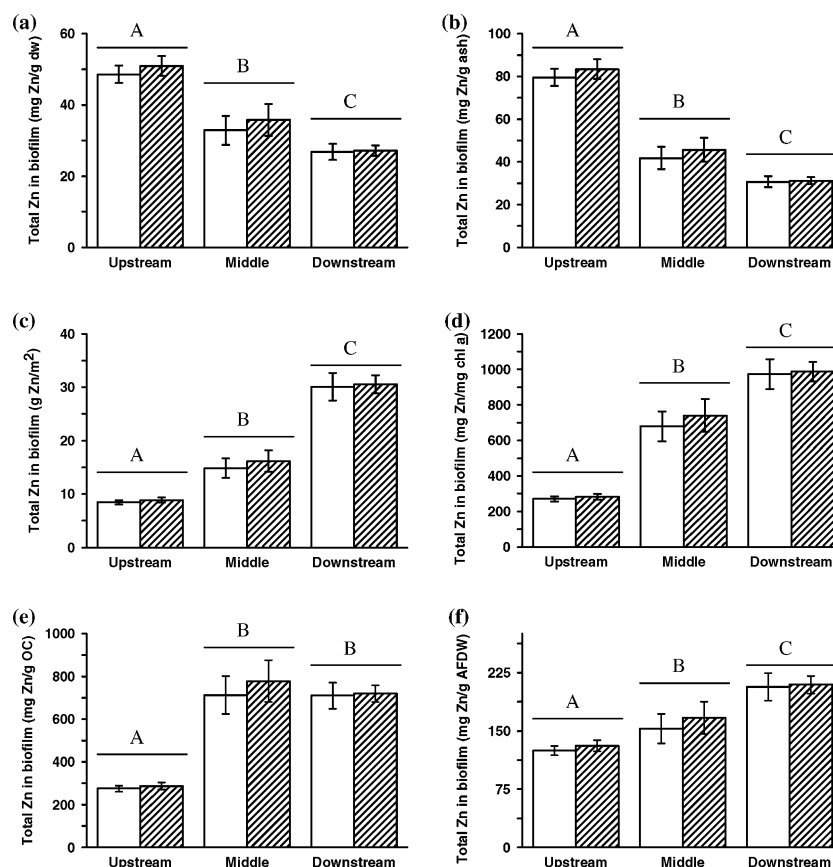 (a)
Total Zn in biofilm (mg Zn/g dw)
60
40
20
0
A
B
C
Upstream Middle Downstream
(b)
Total Zn in biofilm (mg Zn/g ash)
100
80
60
40
20
0
A
B
C
Upstream Middle Downstream
(c)
Total Zn in biofilm (g Zn/m²)
40
30
20
10
0
A
B
C
Upstream Middle Downstream
(d)
Total Zn in biofilm (mg Zn/mg chl a)
1200
1000
800
600
400
200
0
A
B
C
Upstream Middle Downstream
(e)
Total Zn in biofilm (mg Zn/g OC)
1000
800
600
400
200
0
A
B
B
Upstream Middle Downstream
(f)
Total Zn in biofilm (mg Zn/g AFDW)
225
150
75
0
A
B
C
Upstream Middle Downstream